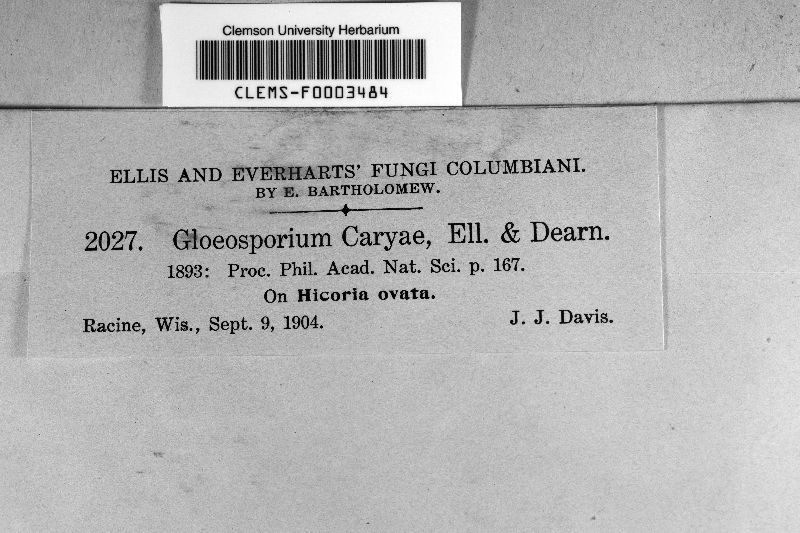 Clemson University Herbarium
CLEMS-F0003484
ELLIS AND EVERHARTS' FUNGI COLUMBIANI.
BY E. BARTHOLOMEW.
2027. Gloeosporium Caryae, Ell. & Dearn.
1893: Proc. Phil. Acad. Nat. Sci. p. 167.
On Hicoria ovata.
Racine, Wis., Sept. 9, 1904. J. J. Davis.